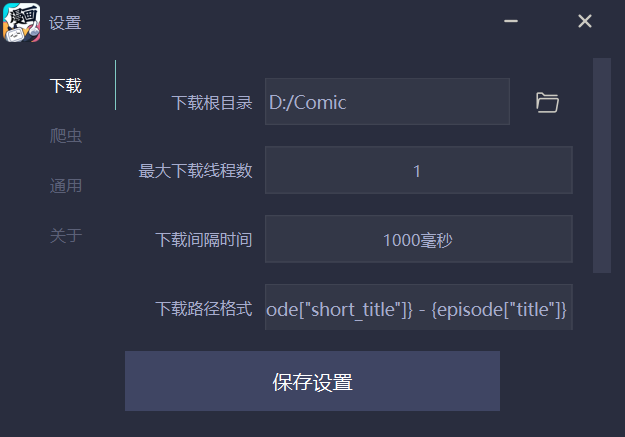 漫画
设置
下载
爬虫
通用
关于
下载根目录 D:/Comic
最大下载线程数 1
下载间隔时间 1000毫秒
下载路径格式 ode["short_title"]} - {episode["title"]}
保存设置